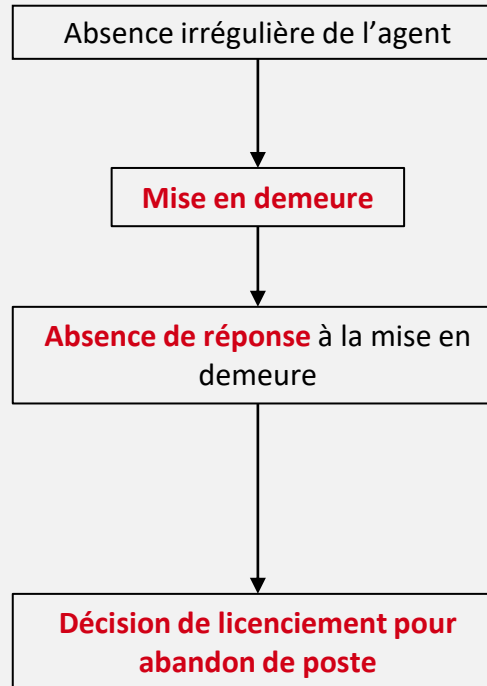 Absence irrégulière de l’agent
Mise en demeure
Absence de réponse à la mise en
demeure
Décision de licenciement pour
abandon de poste